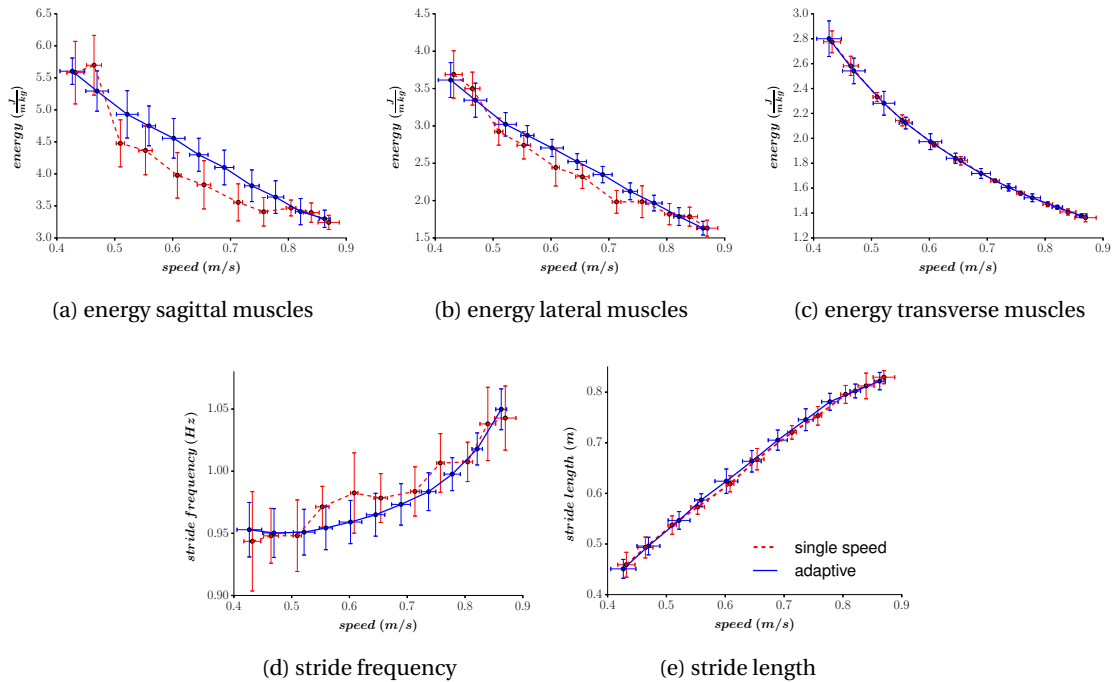 6.5
6.0
5.5
5.0
4.5
4.0
3.5
3.0
energy (J/m kg)
0.4 0.5 0.6 0.7 0.8 0.9
speed (m/s)
(a) energy sagittal muscles
4.5
4.0
3.5
3.0
2.5
2.0
1.5
energy (J/m kg)
0.4 0.5 0.6 0.7 0.8 0.9
speed (m/s)
(b) energy lateral muscles
3.0
2.8
2.6
2.4
2.2
2.0
1.8
1.6
1.4
1.2
energy (J/m kg)
0.4 0.5 0.6 0.7 0.8 0.9
speed (m/s)
(c) energy transverse muscles
1.05
1.00
0.95
0.90
stride frequency (Hz)
0.4 0.5 0.6 0.7 0.8 0.9
speed (m/s)
(d) stride frequency
0.8
0.7
0.6
0.5
0.4
stride length (m)
single speed
adaptive
0.4 0.5 0.6 0.7 0.8 0.9
speed (m/s)
(e) stride length